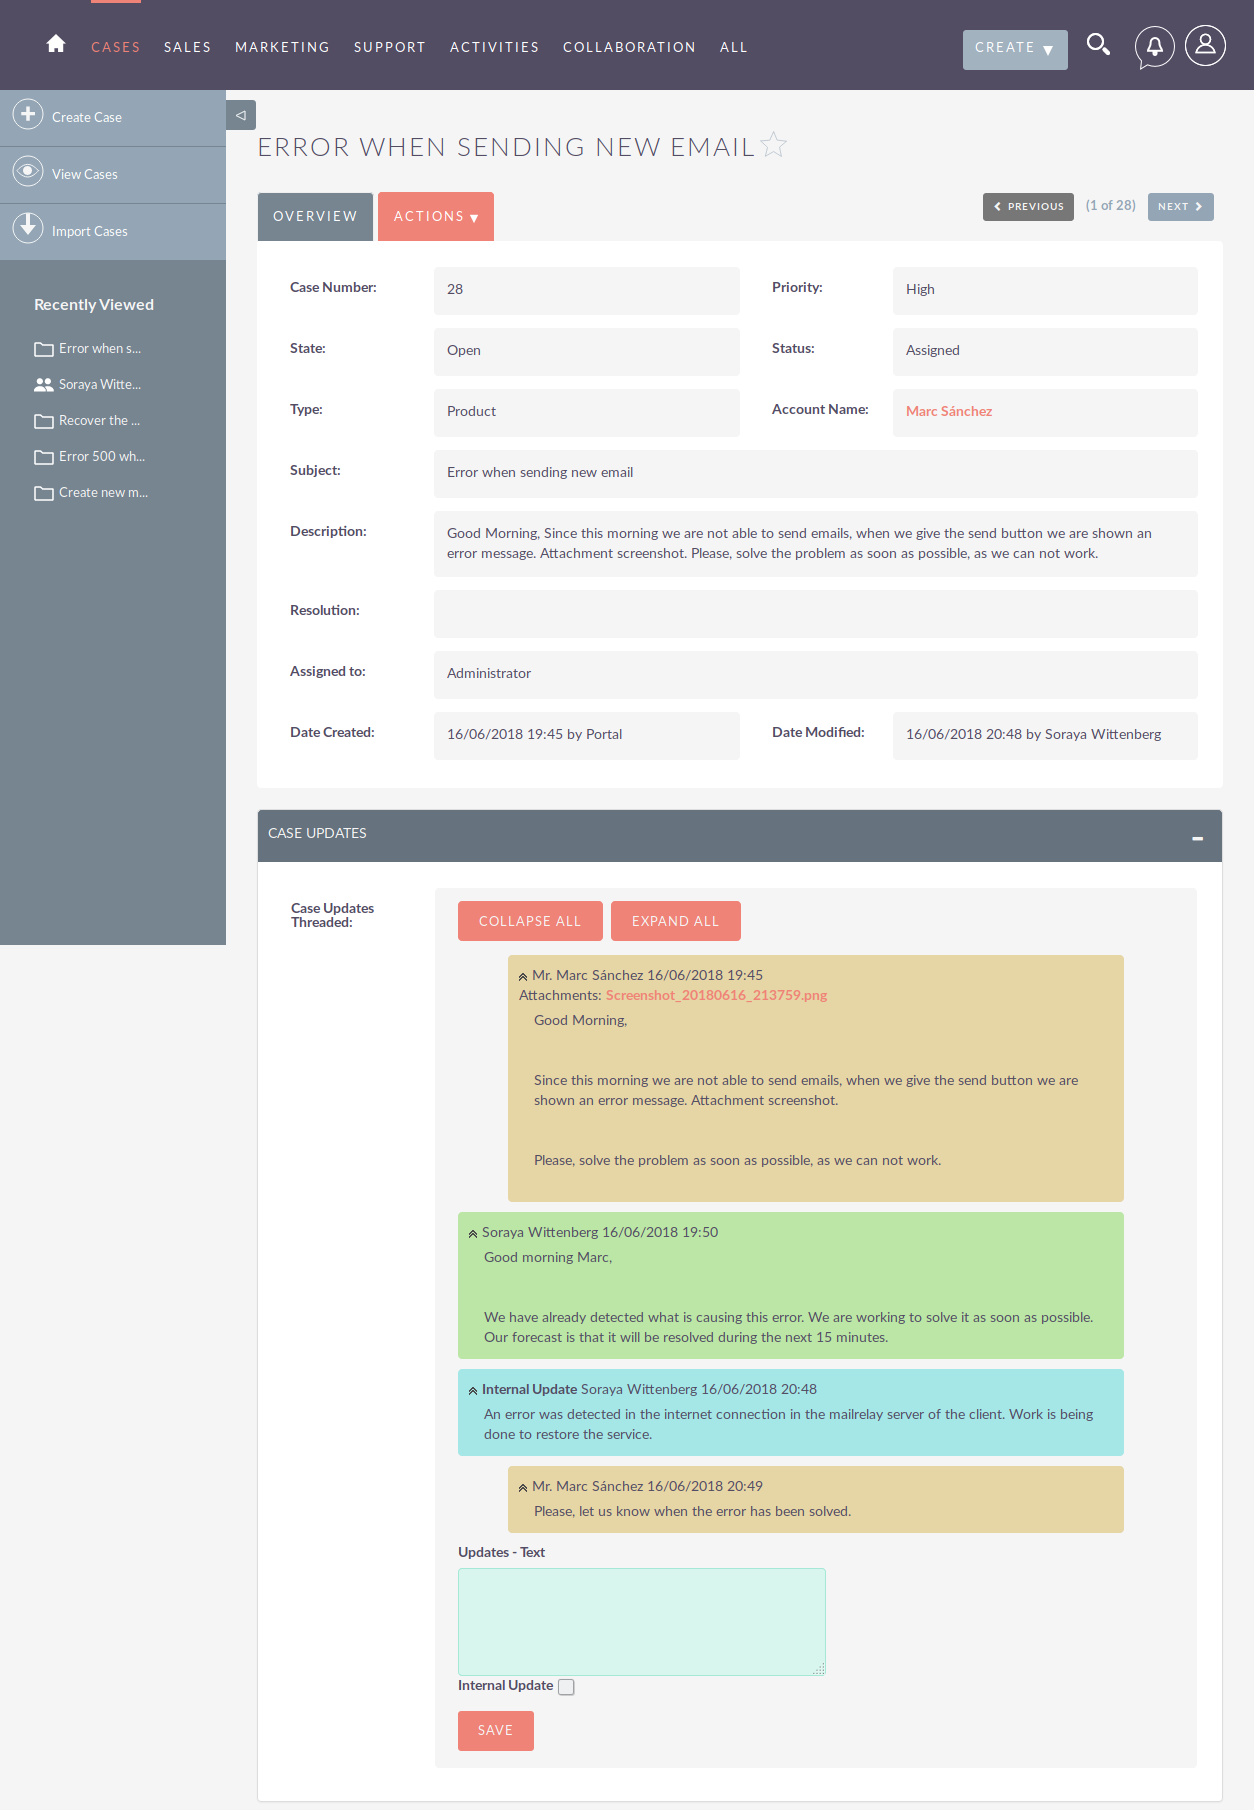 CASES SALES MARKETING SUPPORT ACTIVITIES COLLABORATION ALL CREATE
Create Case
View Cases
Import Cases
Recently Viewed
Error when s...
Soraya Witte...
Recover the ...
Error 500 wh...
Create new m...
ERROR WHEN SENDING NEW EMAIL
OVERVIEW ACTIONS PREVIOUS (1 of 28) NEXT
Case Number: 28 Priority: High
State: Open Status: Assigned
Type: Product Account Name: Marc Sánchez
Subject: Error when sending new email
Description: Good Morning, Since this morning we are not able to send emails, when we give the send button we are shown an
error message. Attachment screenshot. Please, solve the problem as soon as possible, as we can not work.
Resolution:
Assigned to: Administrator
Date Created: 16/06/2018 19:45 by Portal Date Modified: 16/06/2018 20:48 by Soraya Wittenberg
CASE UPDATES
Case Updates
Threaded:
COLLAPSE ALL EXPAND ALL
Mr. Marc Sánchez 16/06/2018 19:45
Attachments: Screenshot_20180616_213759.png
Good Morning,
Since this morning we are not able to send emails, when we give the send button we are
shown an error message. Attachment screenshot.
Please, solve the problem as soon as possible, as we can not work.
Soraya Wittenberg 16/06/2018 19:50
Good morning Marc,
We have already detected what is causing this error. We are working to solve it as soon as possible.
Our forecast is that it will be resolved during the next 15 minutes.
Internal Update Soraya Wittenberg 16/06/2018 20:48
An error was detected in the internet connection in the mailrelay server of the client. Work is being
done to restore the service.
Mr. Marc Sánchez 16/06/2018 20:49
Please, let us know when the error has been solved.
Updates - Text
Internal Update
SAVE